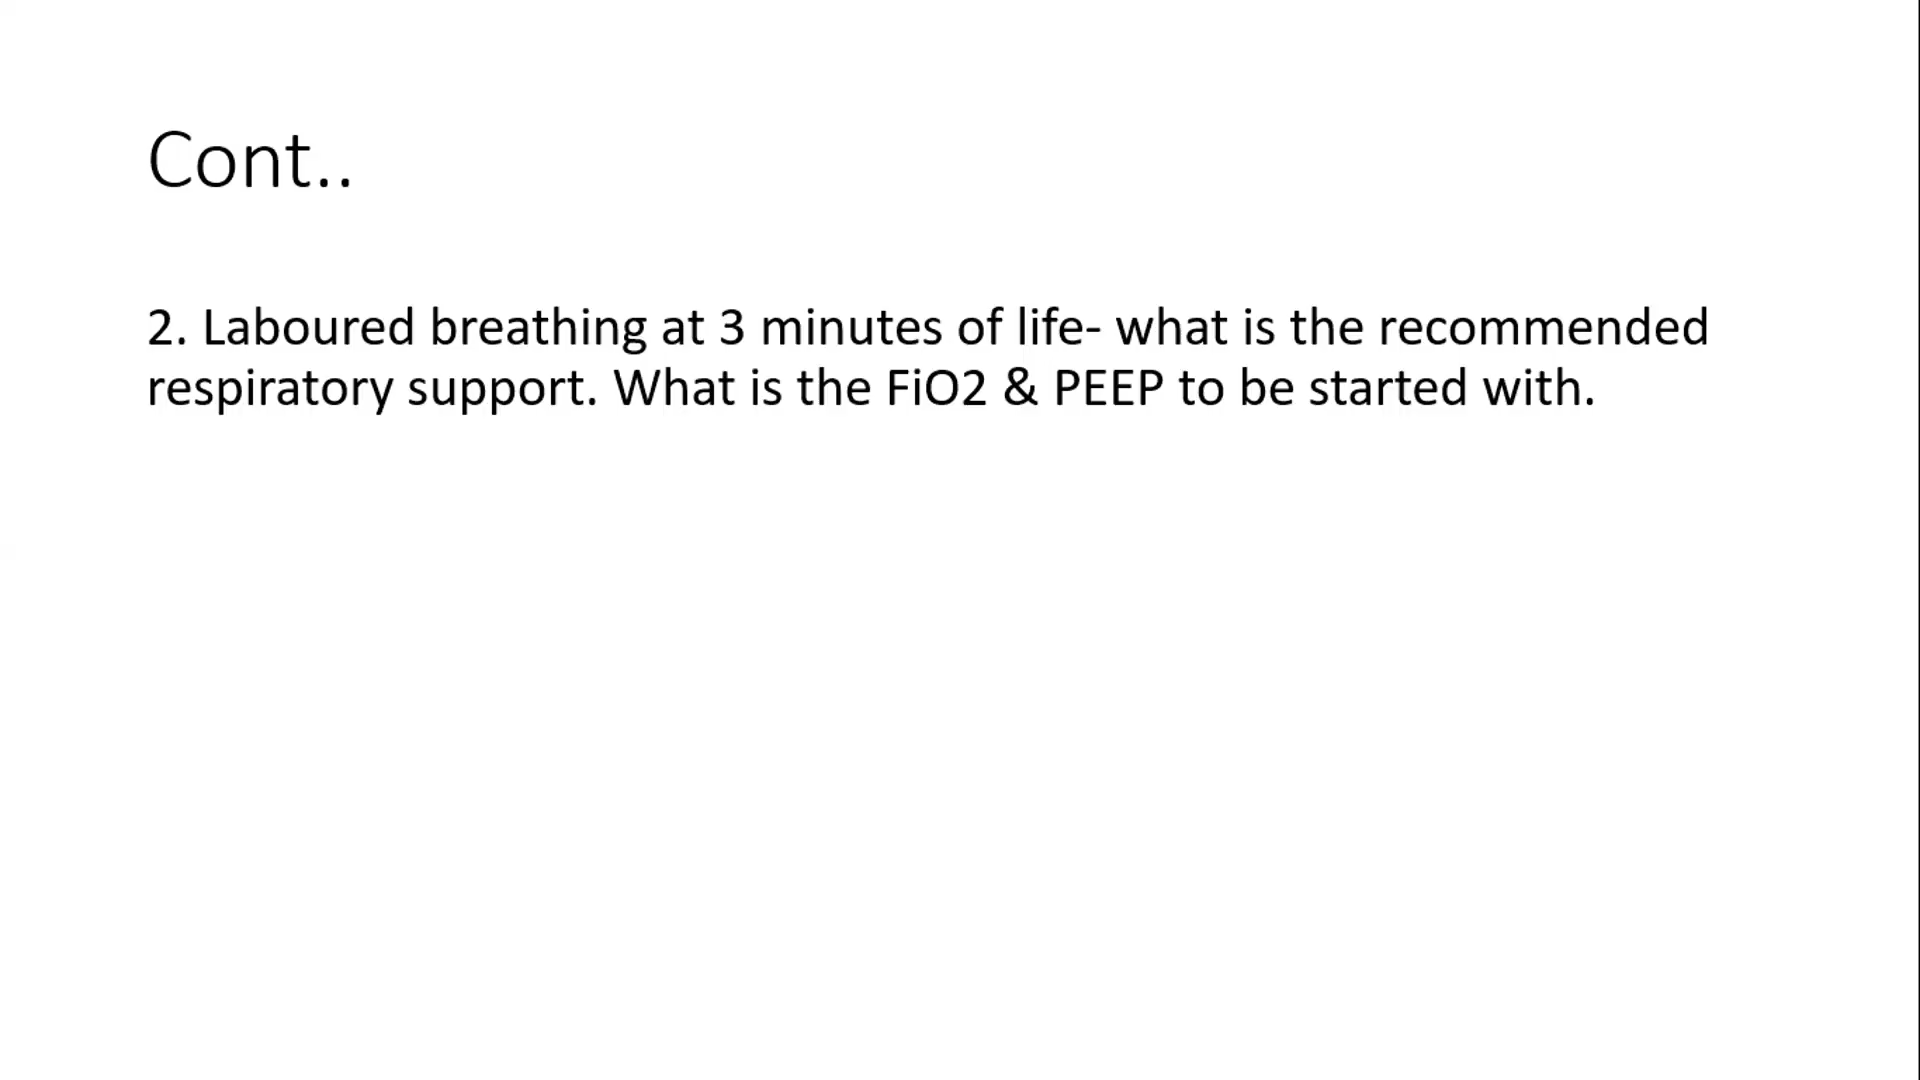 Cont..
2. Laboured breathing at 3 minutes of life- what is the recommended
respiratory support. What is the FiO2 & PEEP to be started with.